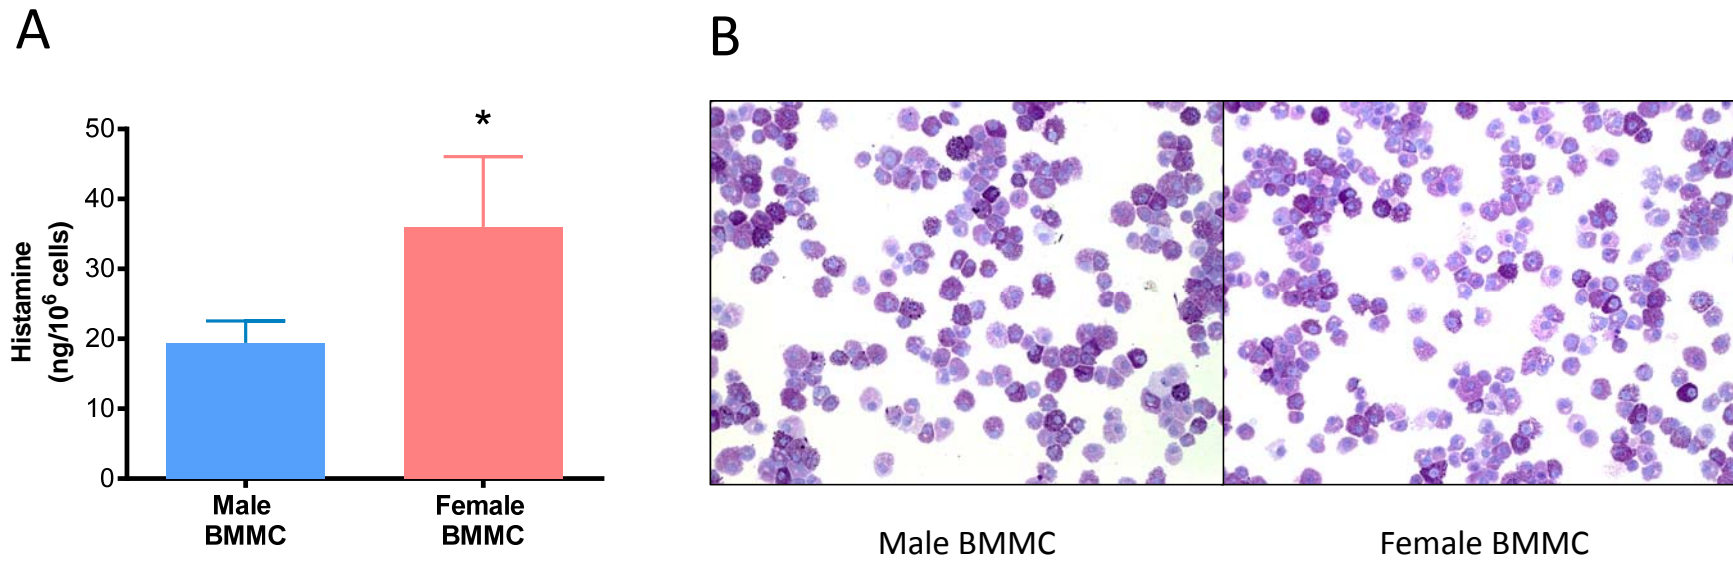 A
B
50
40
30
20
10
0
Histamine
(ng/10⁶ cells)
*
Male
BMMC
Female
BMMC
Male BMMC
Female BMMC